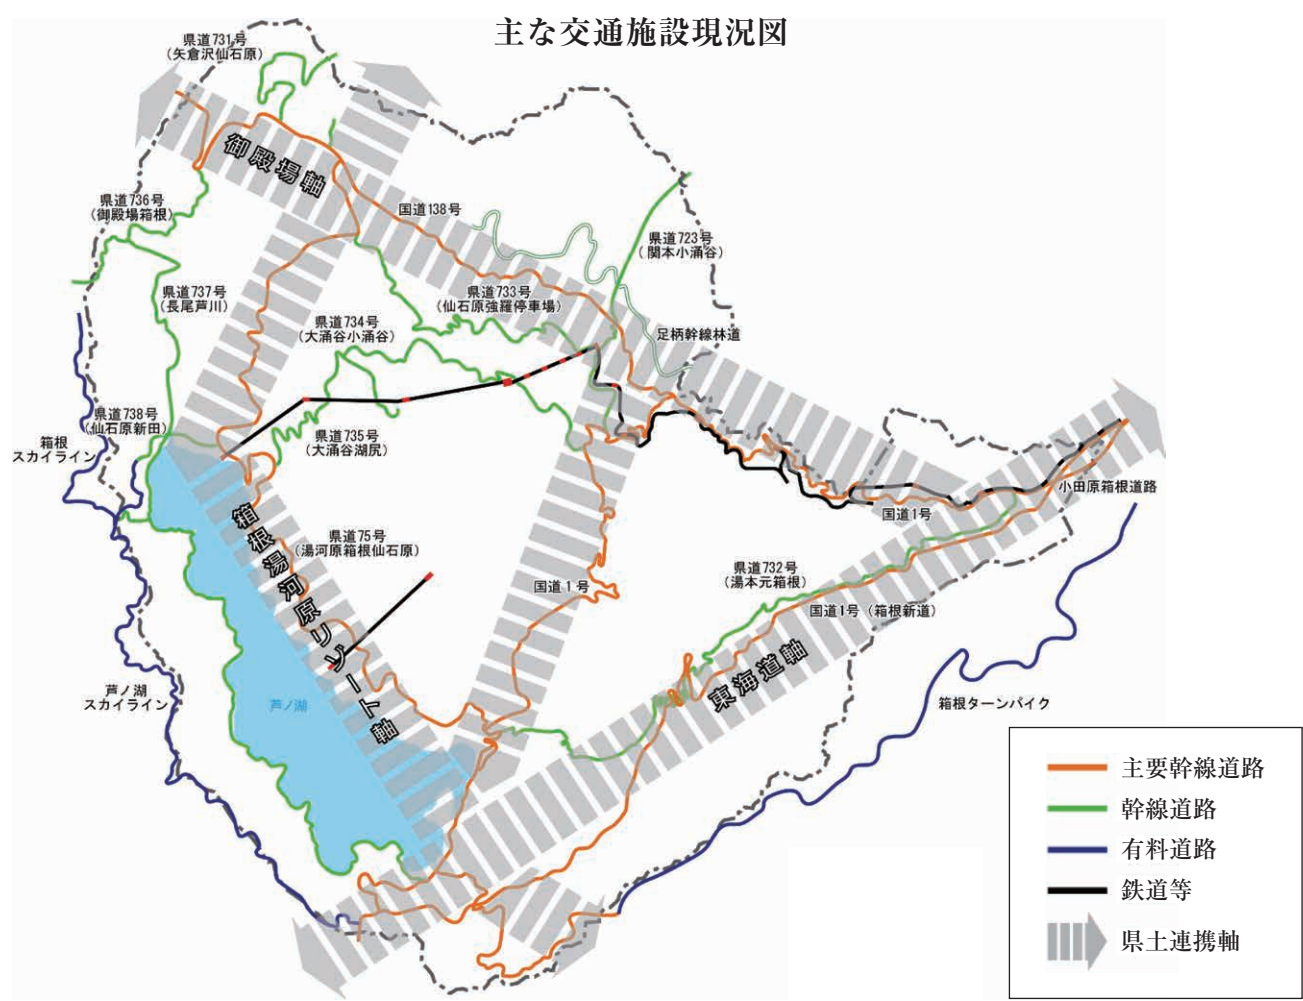 主な交通施設現況図
県道731号
（矢倉沢仙石原）
御殿場軸
県道736号
（御殿場箱根）
国道138号
県道723号
（関本小涌谷）
県道737号
（長尾芦川）
県道733号
（仙石原強羅停車場）
県道734号
（大涌谷小涌谷）
足柄幹線林道
県道738号
（仙石原新田）
箱根
スカイライン
県道735号
（大涌谷湖尻）
小田原箱根道路
国道1号
箱根湯河原リゾート軸
県道75号
（湯河原箱根仙石原）
国道1号
県道732号
（湯本元箱根）
国道1号（箱根新道）
東海道軸
芦ノ湖
スカイライン
芦ノ湖
箱根ターンパイク
主要幹線道路
幹線道路
有料道路
鉄道等
県土連携軸